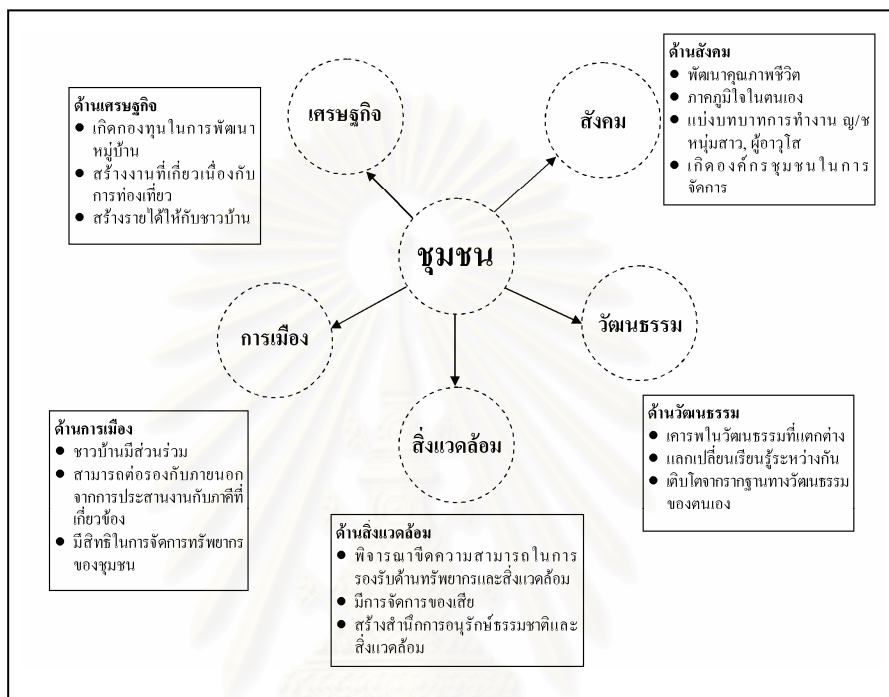 ด้านสังคม
● พัฒนาคุณภาพชีวิต
● ภาคภูมิใจในตนเอง
● แบ่งบทบาทการทำงาน ญ/ช
หนุ่มสาว, ผู้อาวุโส
● เกิดองค์กรชุมชนในการ
จัดการ
ด้านเศรษฐกิจ
● เกิดกองทุนในการพัฒนา
หมู่บ้าน
● สร้างงานที่เกี่ยวเนื่องกับ
การท่องเที่ยว
● สร้างรายได้ให้กับชาวบ้าน
เศรษฐกิจ
สังคม
ชุมชน
การเมือง
วัฒนธรรม
สิ่งแวดล้อม
ด้านการเมือง
● ชาวบ้านมีส่วนร่วม
● สามารถต่อรองกับภายนอก
จากการประสานงานกับภาคีที่
เกี่ยวข้อง
● มีสิทธิในการจัดการทรัพยากร
ของชุมชน
ด้านวัฒนธรรม
● เคารพในวัฒนธรรมที่แตกต่าง
● แลกเปลี่ยนเรียนรู้ระหว่างกัน
● เติบโตจากรากฐานทางวัฒนธรรม
ของตนเอง
ด้านสิ่งแวดล้อม
● พิจารณาขีดความสามารถในการ
รองรับด้านทรัพยากรและสิ่งแวดล้อม
● มีการจัดการของเสีย
● สร้างสำนึกการอนุรักษ์ธรรมชาติและ
สิ่งแวดล้อม